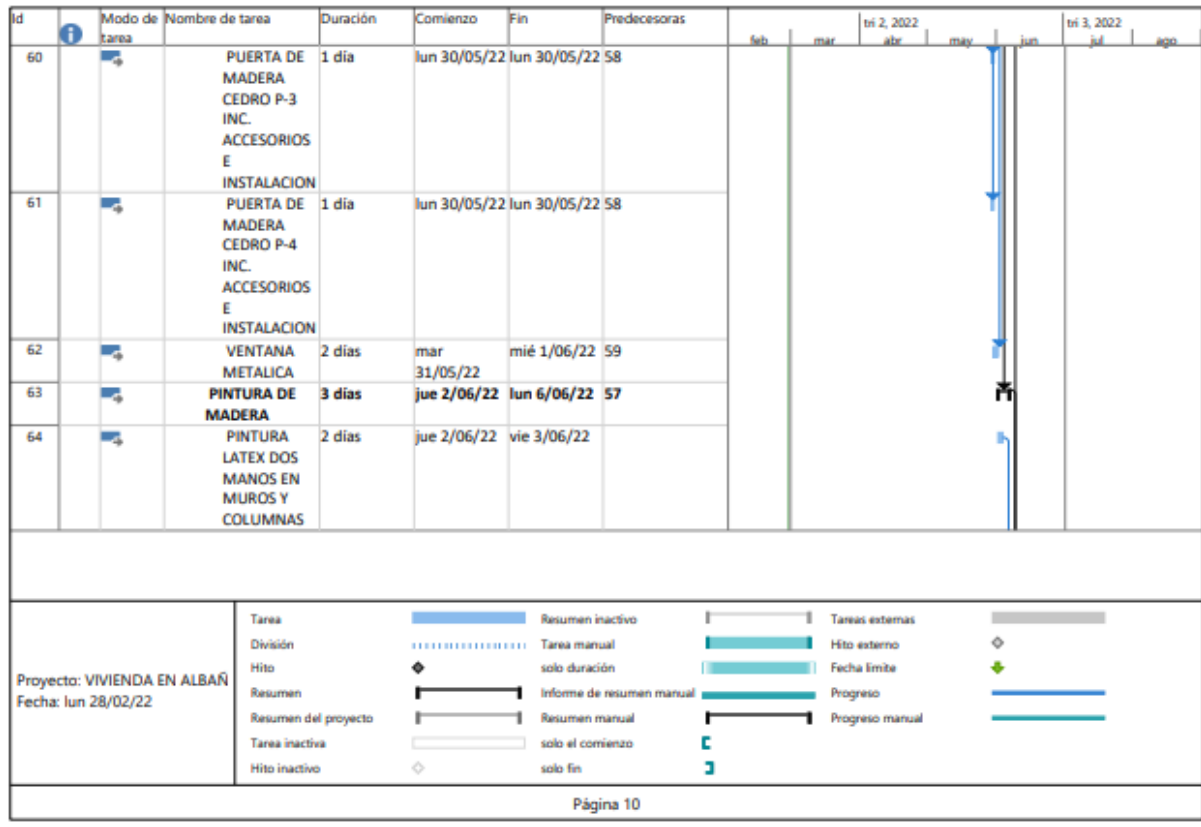 Id
Modo de tarea
Nombre de tarea
Duración
Comienzo
Fin
Predecesoras
tri 2, 2022
tri 3, 2022
feb
mar
abr
may
jun
jul
ago
60
PUERTA DE
MADERA
CEDRO P-3
INC.
ACCESORIOS
E
INSTALACION
1 día
lun 30/05/22
lun 30/05/22
58
61
PUERTA DE
MADERA
CEDRO P-4
INC.
ACCESORIOS
E
INSTALACION
1 día
lun 30/05/22
lun 30/05/22
58
62
VENTANA
METALICA
2 días
mar
31/05/22
mié 1/06/22
59
63
PINTURA DE
MADERA
3 días
jue 2/06/22
lun 6/06/22
57
64
PINTURA
LATEX DOS
MANOS EN
MUROS Y
COLUMNAS
2 días
jue 2/06/22
vie 3/06/22
Proyecto: VIVIENDA EN ALBAÑ
Fecha: lun 28/02/22
Tarea
División
Hito
Resumen
Resumen del proyecto
Tarea inactiva
Hito inactivo
Resumen inactivo
Tarea manual
solo duración
Informe de resumen manual
Resumen manual
solo el comienzo
solo fin
Tareas externas
Hito externo
Fecha límite
Progreso
Progreso manual
Página 10